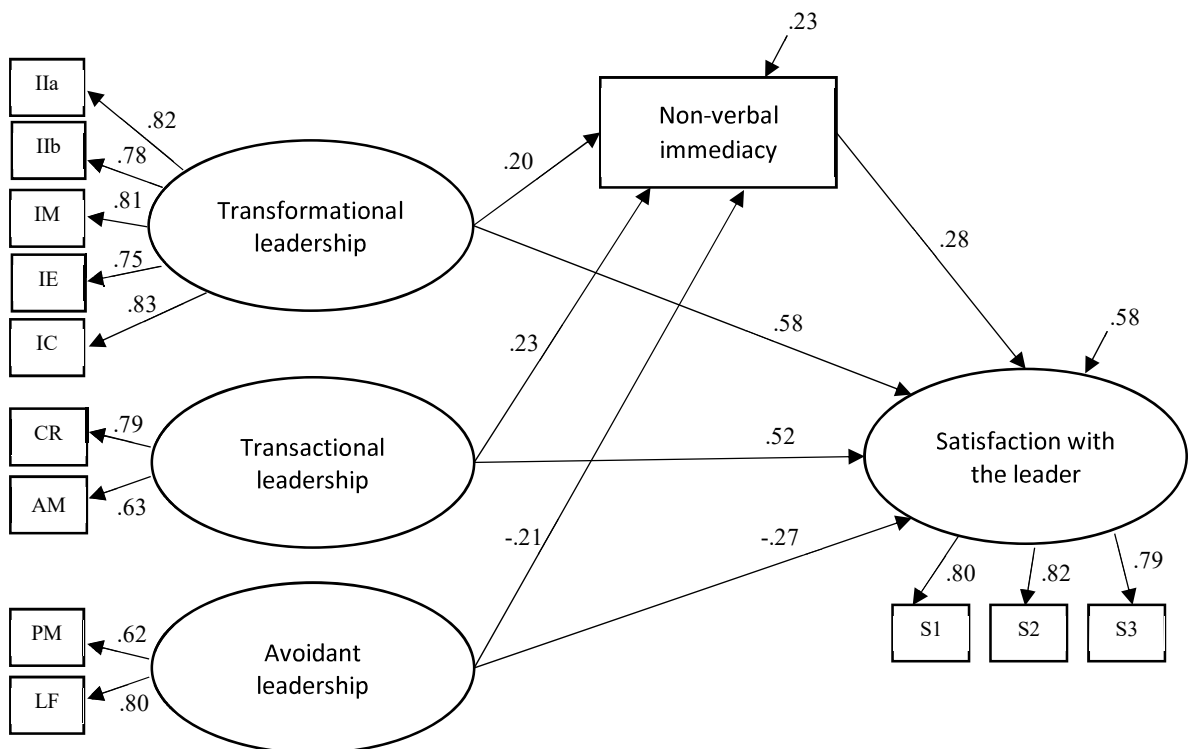 .23
IIa
.82
IIb
.78
IM
.81
IE
.75
IC
.83
Transformational
leadership
.20
Non-verbal
immediacy
.28
.58
.58
CR
.79
AM
.63
Transactional
leadership
.23
.52
Satisfaction with
the leader
PM
.62
LF
.80
Avoidant
leadership
-.21
-.27
.80
.82
.79
S1
S2
S3